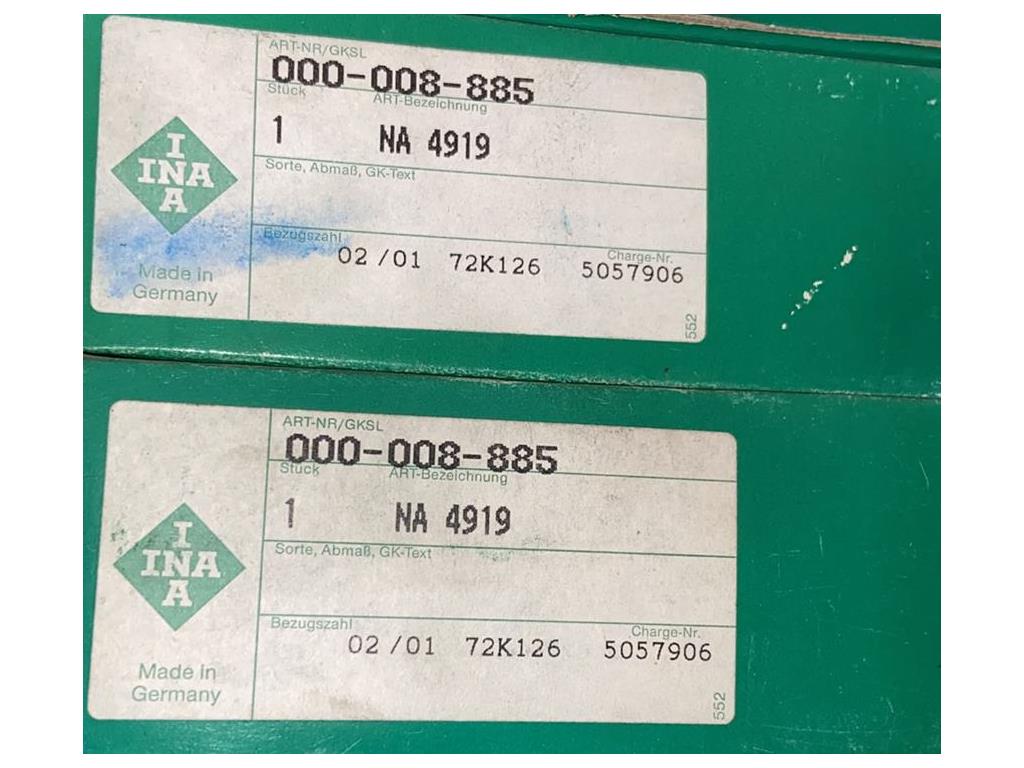 ART-NR/GKSL
000-008-885
Stück ART-Bezeichnung
1 NA 4919
I
INA
A
Sorte, Abmaß, GK-Text
Bezugszahl Charge-Nr.
02/01 72K126 5057906
Made in
Germany
552
ART-NR/GKSL
000-008-885
Stück ART-Bezeichnung
1 NA 4919
I
INA
A
Sorte, Abmaß, GK-Text
Bezugszahl Charge-Nr.
02/01 72K126 5057906
Made in
Germany
552